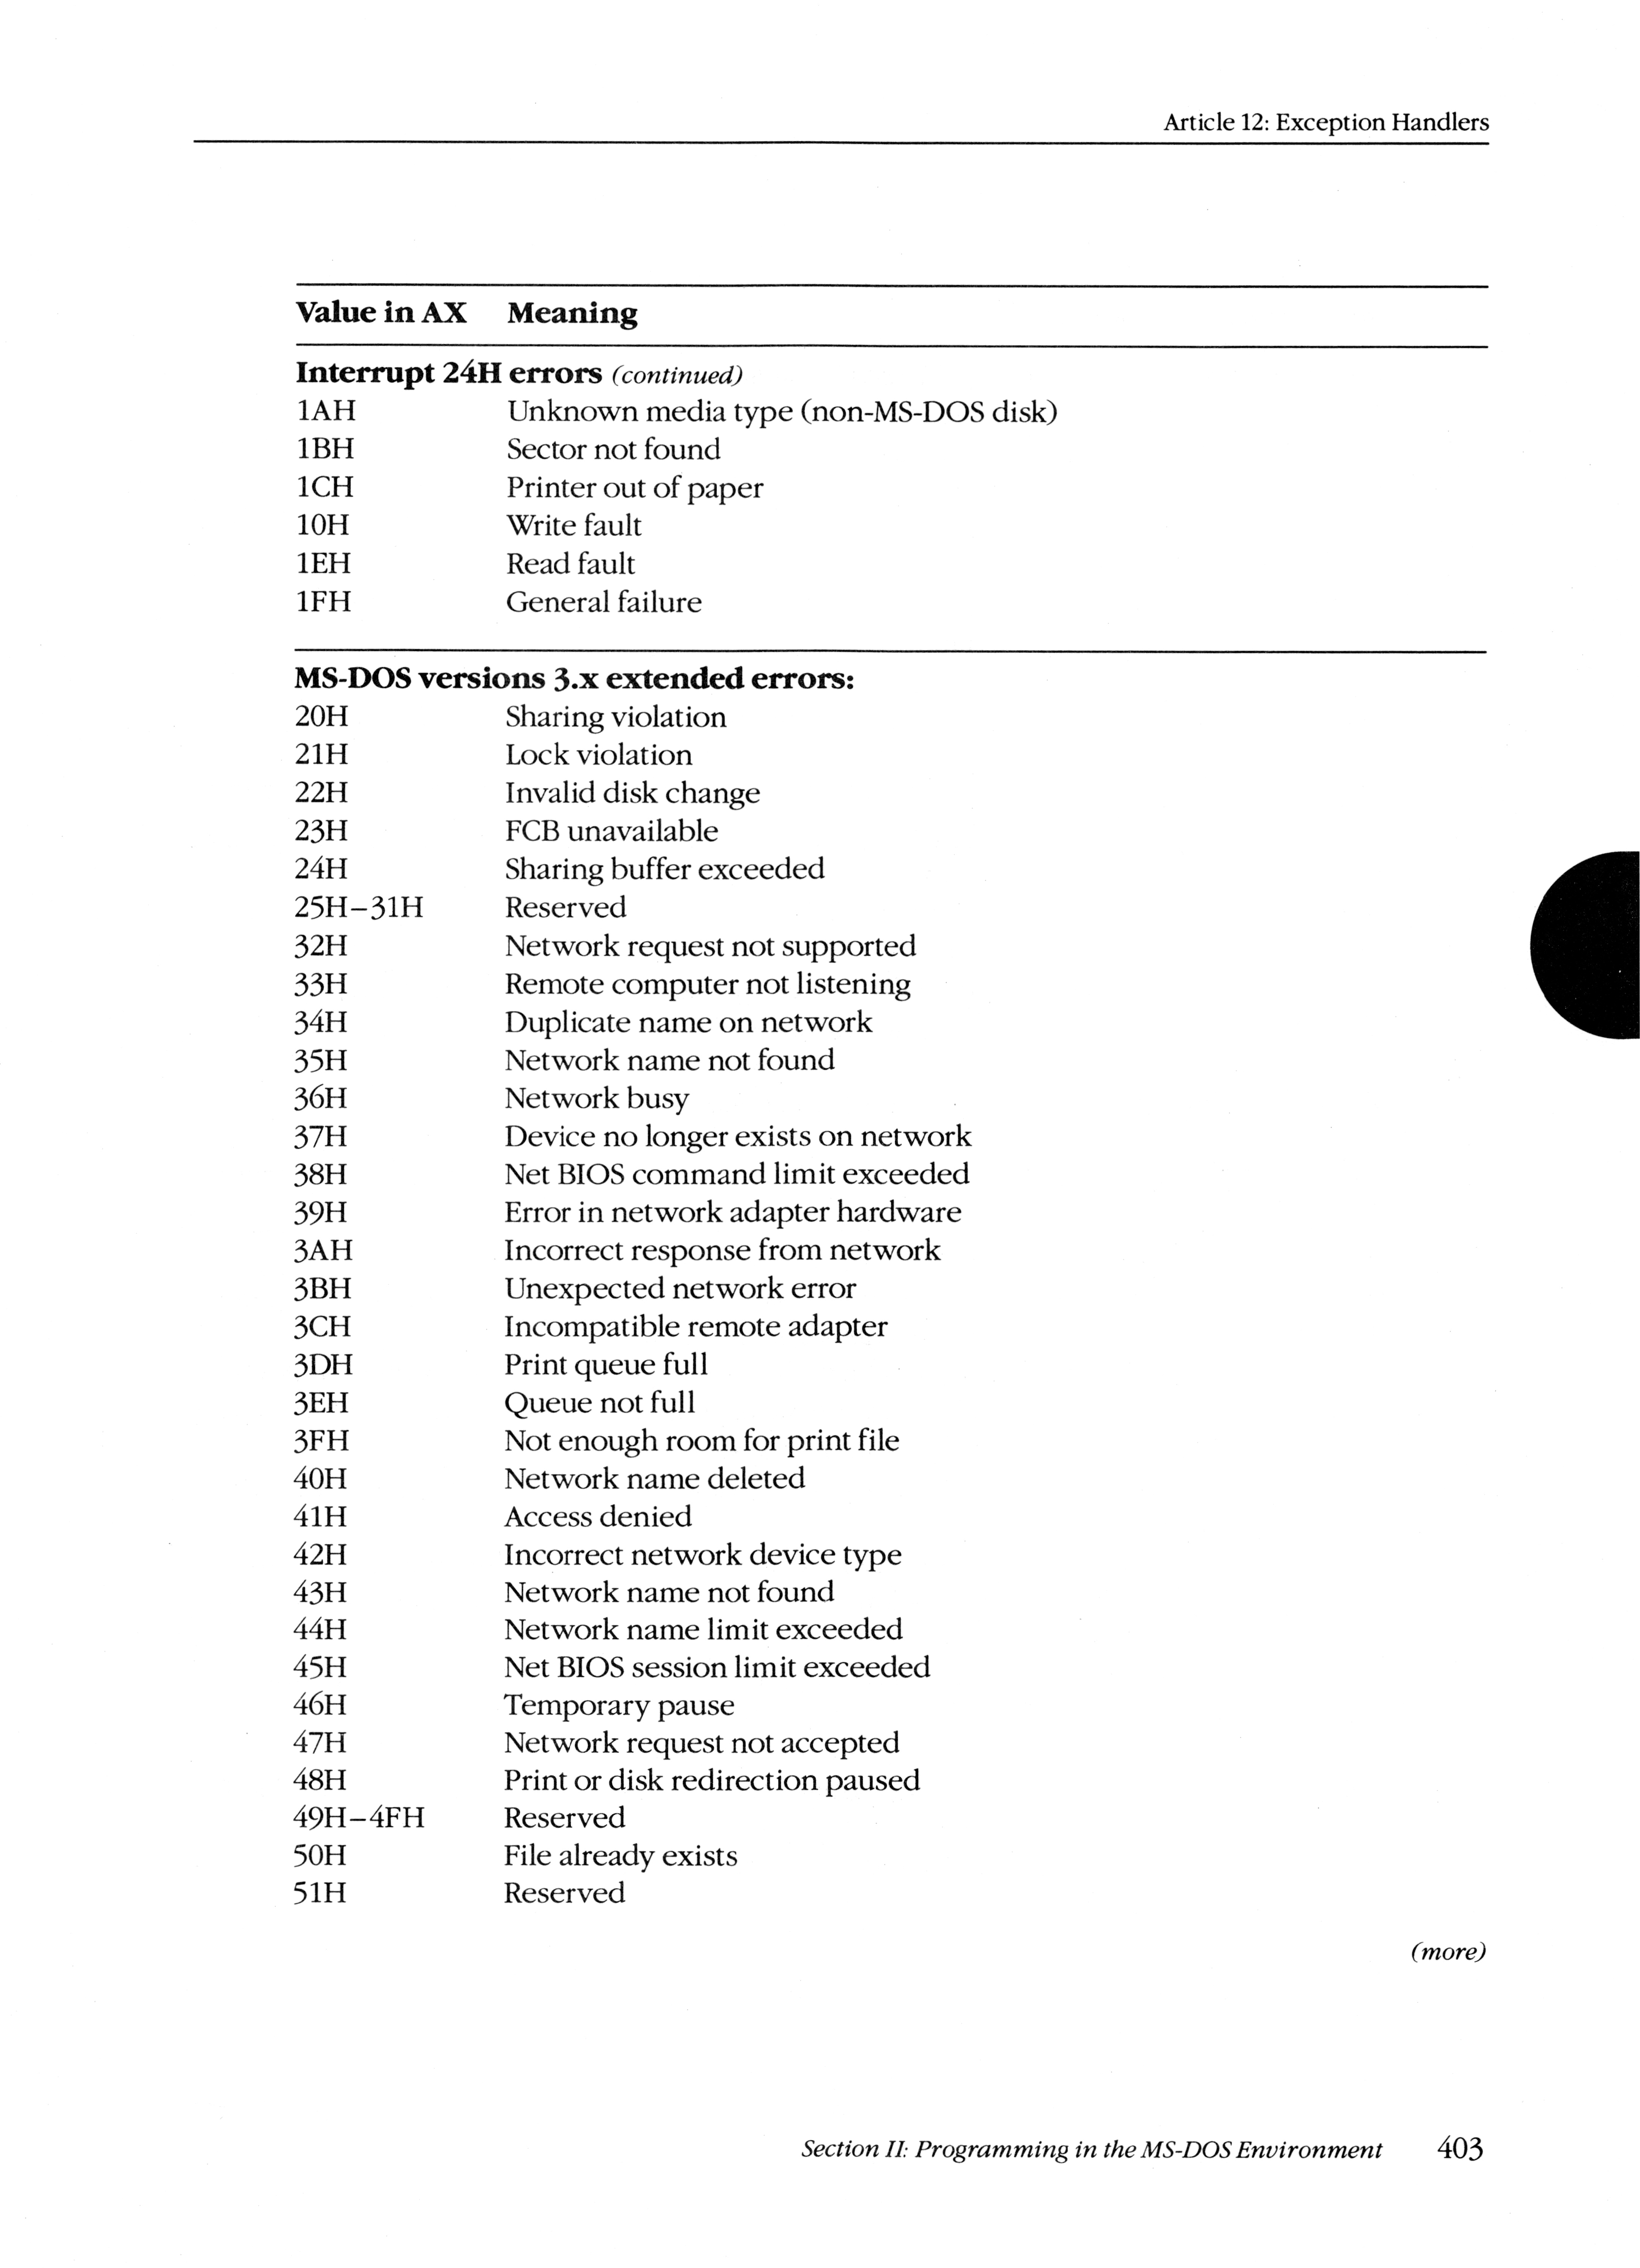 Article 12: Exception Handlers
Value in AX Meaning
Interrupt 24H errors (continued)
1AH Unknown media type (non-MS-DOS disk)
1BH Sector not found
1CH Printer out of paper
10H Write fault
1EH Read fault
1FH General failure
MS-DOS versions 3.x extended errors:
20H Sharing violation
21H Lock violation
22H Invalid disk change
23H FCB unavailable
24H Sharing buffer exceeded
25H–31H Reserved
32H Network request not supported
33H Remote computer not listening
34H Duplicate name on network
35H Network name not found
36H Network busy
37H Device no longer exists on network
38H Net BIOS command limit exceeded
39H Error in network adapter hardware
3AH Incorrect response from network
3BH Unexpected network error
3CH Incompatible remote adapter
3DH Print queue full
3EH Queue not full
3FH Not enough room for print file
40H Network name deleted
41H Access denied
42H Incorrect network device type
43H Network name not found
44H Network name limit exceeded
45H Net BIOS session limit exceeded
46H Temporary pause
47H Network request not accepted
48H Print or disk redirection paused
49H–4FH Reserved
50H File already exists
51H Reserved
(more)
Section II: Programming in the MS-DOS Environment 403